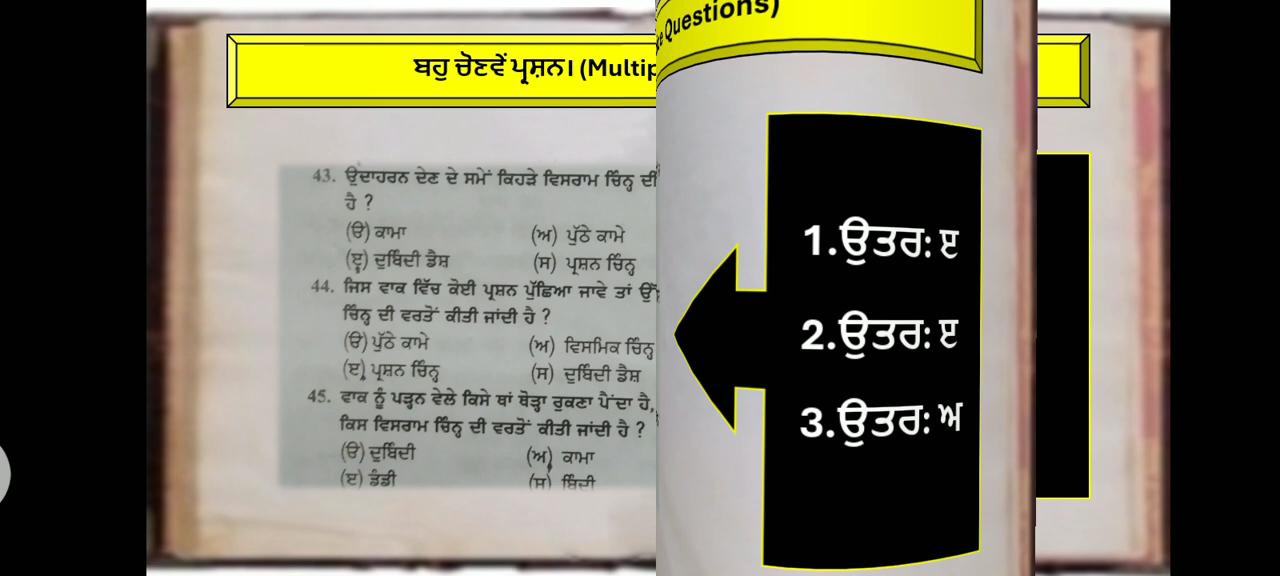 ਬਹੁ ਚੋਣਵੇਂ ਪ੍ਰਸ਼ਨ। (Multip
Questions)
43. ਉਦਾਹਰਨ ਦੇਣ ਦੇ ਸਮੇਂ ਕਿਹੜੇ ਵਿਸਰਾਮ ਚਿੰਨ੍ਹ ਦੀ
ਹੈ ?
(ੳ) ਕਾਮਾ (ਅ) ਪੁੱਠੇ ਕਾਮੇ
(ੲ) ਦੁਬਿੰਦੀ ਡੈਸ਼ (ਸ) ਪ੍ਰਸ਼ਨ ਚਿੰਨ੍ਹ
44. ਜਿਸ ਵਾਕ ਵਿੱਚ ਕੋਈ ਪ੍ਰਸ਼ਨ ਪੁੱਛਿਆ ਜਾਵੇ ਤਾਂ
ਚਿੰਨ੍ਹ ਦੀ ਵਰਤੋਂ ਕੀਤੀ ਜਾਂਦੀ ਹੈ ?
(ੳ) ਪੁੱਠੇ ਕਾਮੇ (ਅ) ਵਿਸਮਿਕ ਚਿੰਨ੍ਹ
(ੲ) ਪ੍ਰਸ਼ਨ ਚਿੰਨ੍ਹ (ਸ) ਦੁਬਿੰਦੀ ਡੈਸ਼
45. ਵਾਕ ਨੂੰ ਪੜ੍ਹਨ ਵੇਲੇ ਕਿਸੇ ਥਾਂ ਥੋੜ੍ਹਾ ਰੁਕਣਾ ਪੈਂਦਾ ਹੈ,
ਕਿਸ ਵਿਸਰਾਮ ਚਿੰਨ੍ਹ ਦੀ ਵਰਤੋਂ ਕੀਤੀ ਜਾਂਦੀ ਹੈ ?
(ੳ) ਦੁਬਿੰਦੀ (ਅ) ਕਾਮਾ
(ੲ) ਡੰਡੀ (ਸ) ਬਿੰਦੀ
1.ਉਤਰ: ੲ
2.ਉਤਰ: ੲ
3.ਉਤਰ: ਅ